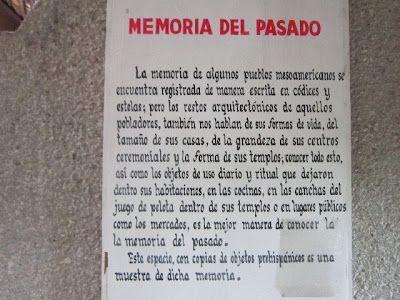 MEMORIA DEL PASADO
La memoria de algunos pueblos mesoamericanos se
encuentra registrada de manera escrita en códices y
estelas; pero los restos arquitectónicos de aquellos
pobladores, también nos hablan de sus formas de vida, del
tamaño de sus casas, de la grandeza de sus centros
ceremoniales y la forma de sus templos; conocer todo esto,
así como los objetos de uso diario y ritual que dejaron
dentro sus habitaciones, en las cocinas, en las canchas del
juego de pelota dentro de sus templos o en lugares públicos
como los mercados, es la mejor manera de conocer la
la memoria del pasado.
Este espacio, con copias de objetos prehispánicos es una
muestra de dicha memoria.